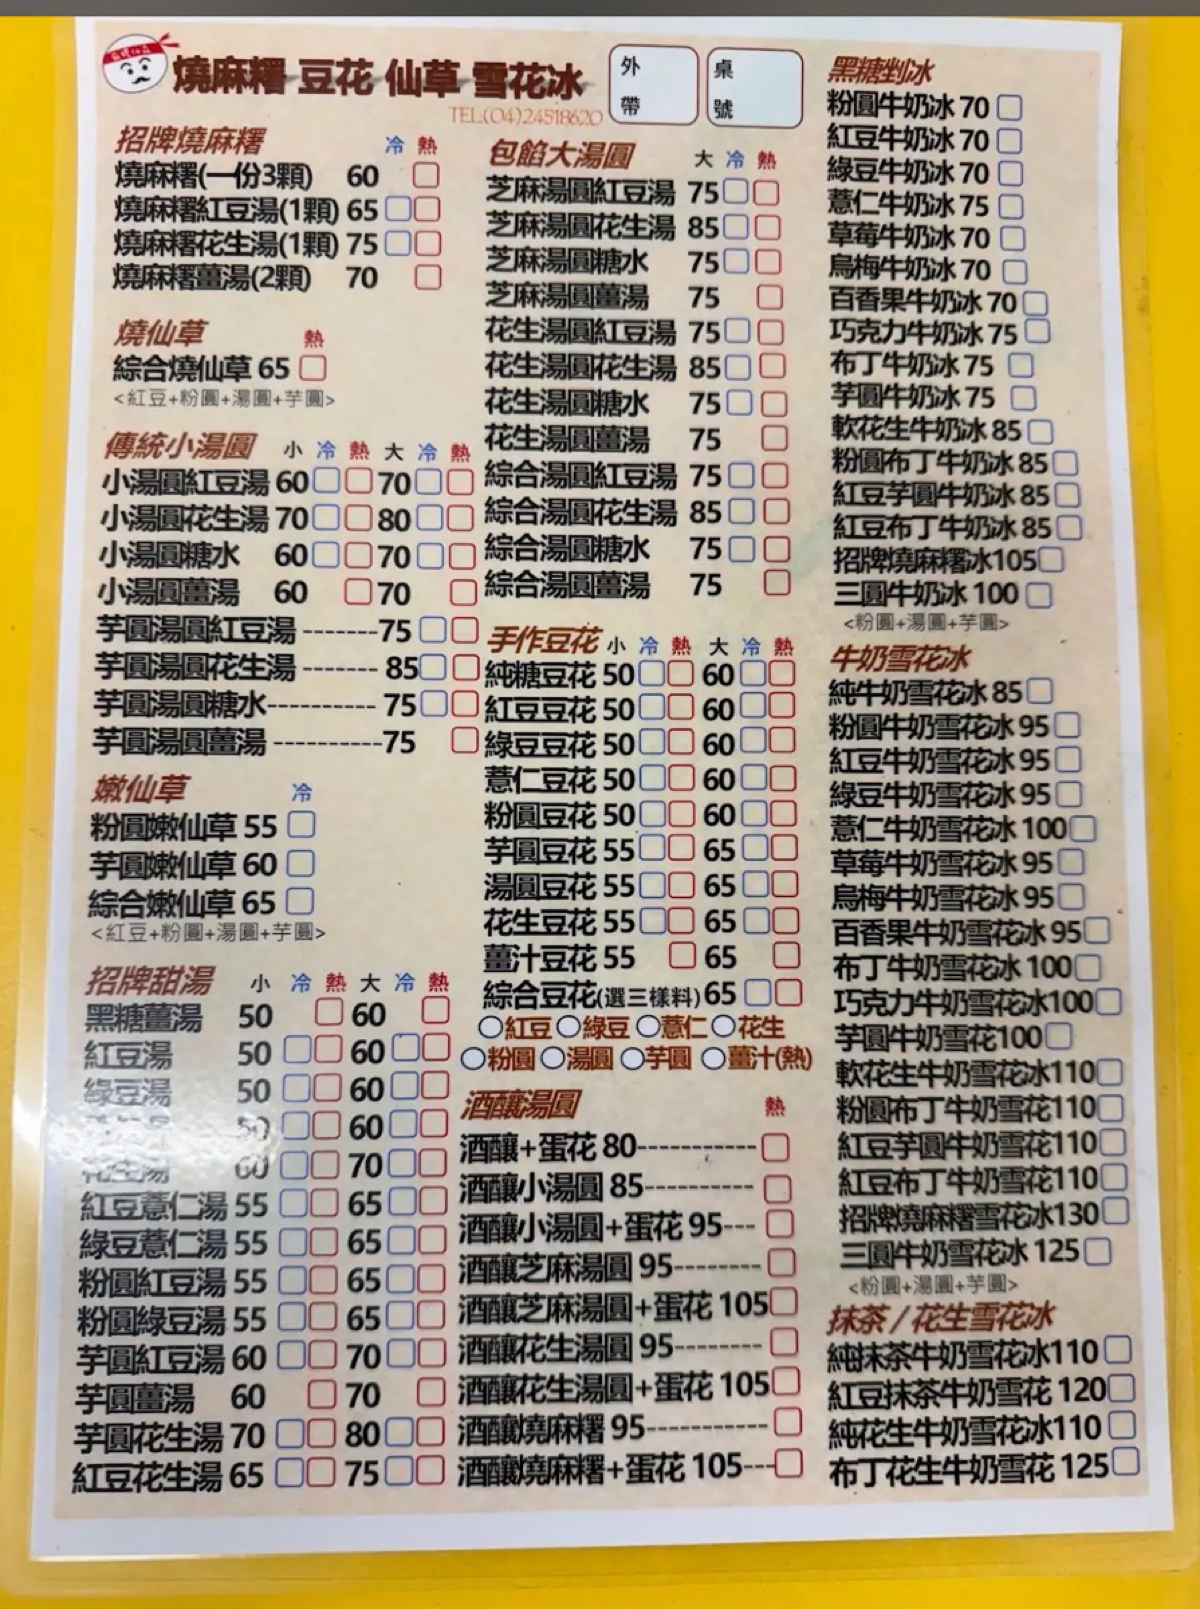 燒麻糬 豆花 仙草 雪花冰
TEL:(04)24518620
外帶
桌號
招牌燒麻糬 冷 熱
燒麻糬(一份3顆) 60
燒麻糬紅豆湯(1顆) 65
燒麻糬花生湯(1顆) 75
燒麻糬薑湯(2顆) 70
燒仙草 熱
綜合燒仙草 65
<紅豆+粉圓+湯圓+芋圓>
傳統小湯圓 小 冷 熱 大 冷 熱
小湯圓紅豆湯 60 70
小湯圓花生湯 70 80
小湯圓糖水 60 70
小湯圓薑湯 60 70
芋圓湯圓紅豆湯 -------75
芋圓湯圓花生湯 ------- 85
芋圓湯圓糖水---------- 75
芋圓湯圓薑湯 ----------75
嫩仙草 冷
粉圓嫩仙草 55
芋圓嫩仙草 60
綜合嫩仙草 65
<紅豆+粉圓+湯圓+芋圓>
招牌甜湯 小 冷 熱 大 冷 熱
黑糖薑湯 50 60
紅豆湯 50 60
綠豆湯 50 60
50 60
花生湯 60 70
紅豆薏仁湯 55 65
綠豆薏仁湯 55 65
粉圓紅豆湯 55 65
粉圓綠豆湯 55 65
芋圓紅豆湯 60 70
芋圓薑湯 60 70
芋圓花生湯 70 80
紅豆花生湯 65 75
包餡大湯圓 大 冷 熱
芝麻湯圓紅豆湯 75
芝麻湯圓花生湯 85
芝麻湯圓糖水 75
芝麻湯圓薑湯 75
花生湯圓紅豆湯 75
花生湯圓花生湯 85
花生湯圓糖水 75
花生湯圓薑湯 75
綜合湯圓紅豆湯 75
綜合湯圓花生湯 85
綜合湯圓糖水 75
綜合湯圓薑湯 75
手作豆花 小 冷 熱 大 冷 熱
純糖豆花 50 60
紅豆豆花 50 60
綠豆豆花 50 60
薏仁豆花 50 60
粉圓豆花 50 60
芋圓豆花 55 65
湯圓豆花 55 65
花生豆花 55 65
薑汁豆花 55 65
綜合豆花(選三樣料) 65
紅豆 綠豆 薏仁 花生
粉圓 湯圓 芋圓 薑汁(熱)
酒釀湯圓 熱
酒釀+蛋花 80-----------
酒釀小湯圓 85----------
酒釀小湯圓+蛋花 95---
酒釀芝麻湯圓 95--------
酒釀芝麻湯圓+蛋花 105
酒釀花生湯圓 95--------
酒釀花生湯圓+蛋花 105
酒釀燒麻糬 95-----------
酒釀燒麻糬+蛋花 105---
黑糖剉冰
粉圓牛奶冰 70
紅豆牛奶冰 70
綠豆牛奶冰 70
薏仁牛奶冰 75
草莓牛奶冰 70
烏梅牛奶冰 70
百香果牛奶冰 70
巧克力牛奶冰 75
布丁牛奶冰 75
芋圓牛奶冰 75
軟花生牛奶冰 85
粉圓布丁牛奶冰 85
紅豆芋圓牛奶冰 85
紅豆布丁牛奶冰 85
招牌燒麻糬冰105
三圓牛奶冰 100
<粉圓+湯圓+芋圓>
牛奶雪花冰
純牛奶雪花冰 85
粉圓牛奶雪花冰 95
紅豆牛奶雪花冰 95
綠豆牛奶雪花冰 95
薏仁牛奶雪花冰 100
草莓牛奶雪花冰 95
烏梅牛奶雪花冰 95
百香果牛奶雪花冰 95
布丁牛奶雪花冰 100
巧克力牛奶雪花冰100
芋圓牛奶雪花100
軟花生牛奶雪花冰110
粉圓布丁牛奶雪花110
紅豆芋圓牛奶雪花110
紅豆布丁牛奶雪花110
招牌燒麻糬雪花冰130
三圓牛奶雪花冰 125
<粉圓+湯圓+芋圓>
抹茶 / 花生雪花冰
純抹茶牛奶雪花冰110
紅豆抹茶牛奶雪花 120
純花生牛奶雪花冰110
布丁花生牛奶雪花 125